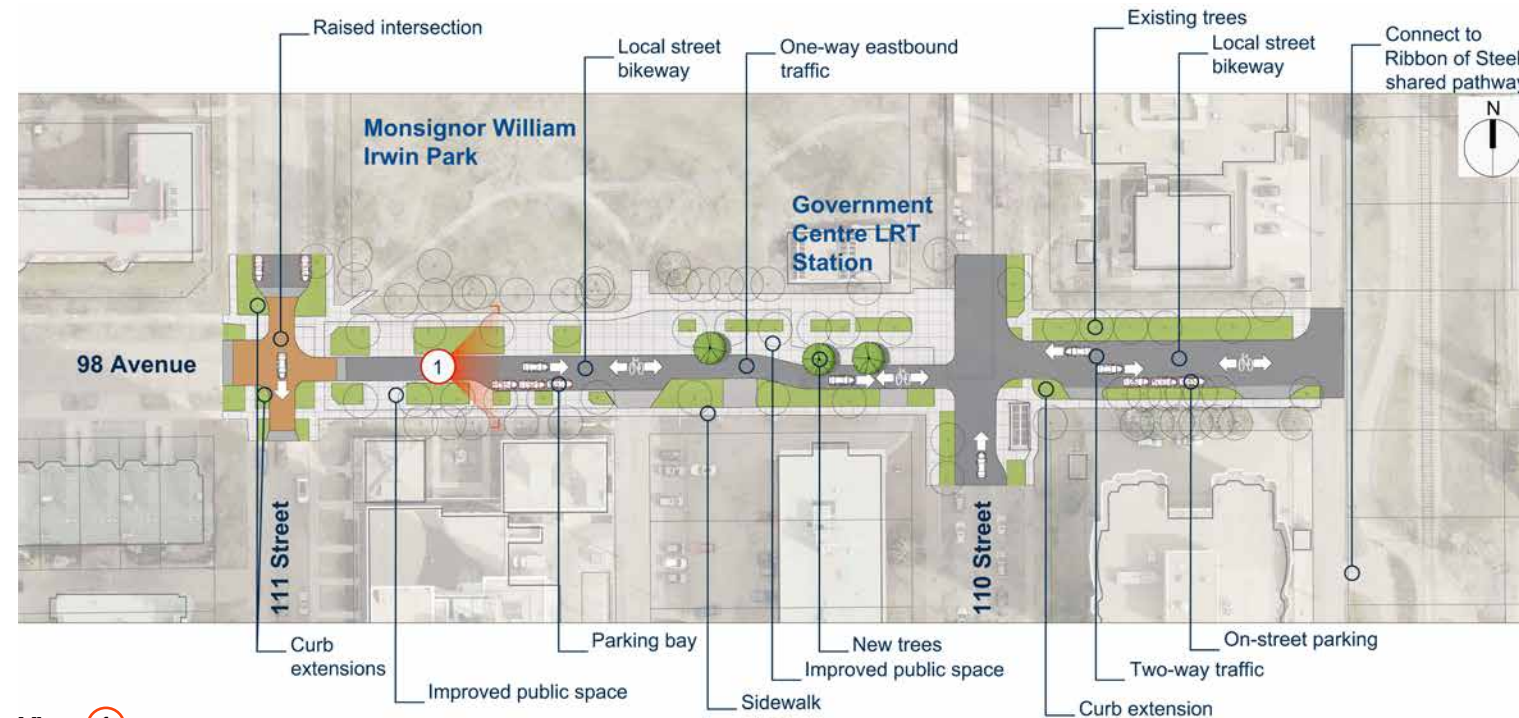 Raised intersection
Local street
bikeway
One-way eastbound
traffic
Existing trees
Local street
bikeway
Connect to
Ribbon of Steel
shared pathway
N
Monsignor William
Irwin Park
Government
Centre LRT
Station
98 Avenue
1
111 Street
110 Street
Curb
extensions
Improved public space
Parking bay
Sidewalk
New trees
Improved public space
On-street parking
Two-way traffic
Curb extension